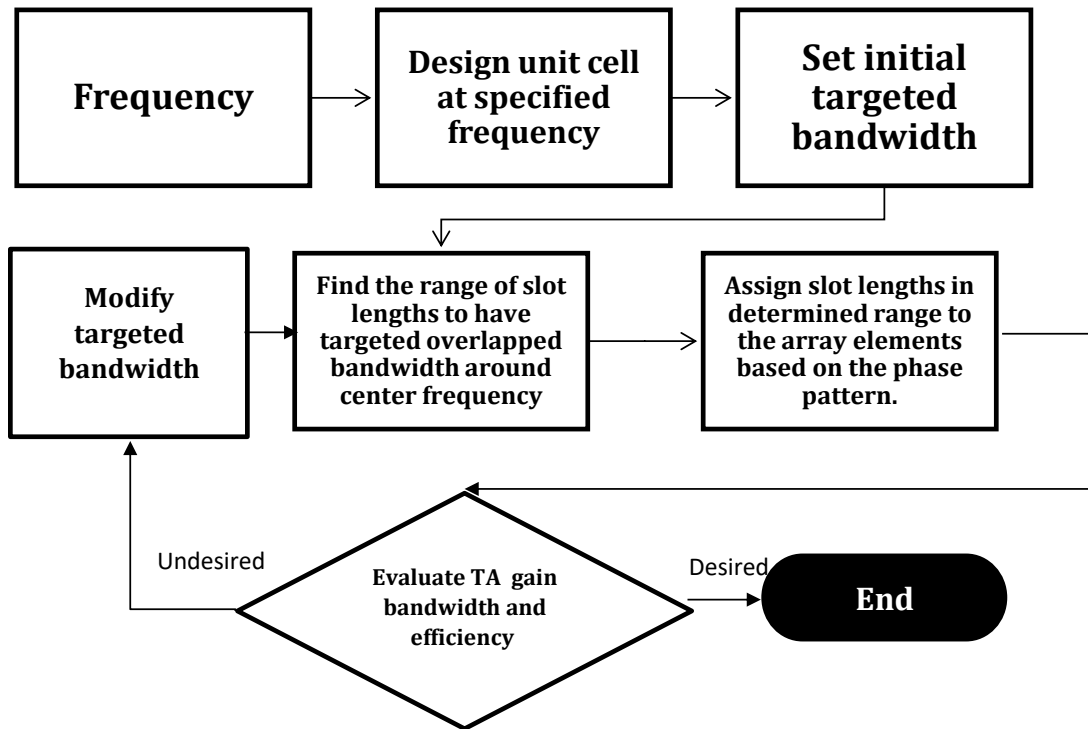 Frequency
Design unit cell
at specified
frequency
Set initial
targeted
bandwidth
Modify
targeted
bandwidth
Find the range of slot
lengths to have
targeted overlapped
bandwidth around
center frequency
Assign slot lengths in
determined range to
the array elements
based on the phase
pattern.
Undesired
Evaluate TA gain
bandwidth and
efficiency
Desired
End